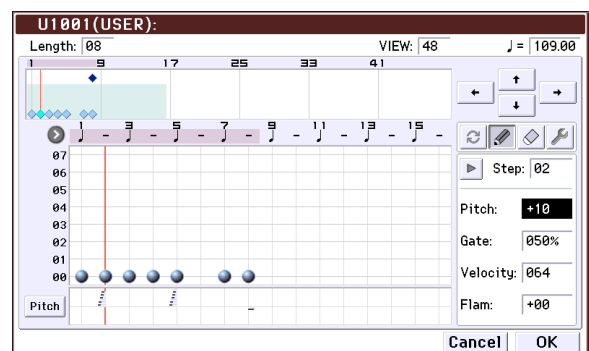 U1001(USER):
Length: 08 VIEW: 48 ♩= 109.00
1 9 17 25 33 41
1 - 3 - 5 - 7 - 9 - 11 - 13 - 15 -
07
06 Step: 02
05
04 Pitch: +10
03
02 Gate: 050%
01
00 Velocity: 064
Pitch Flam: +00
Cancel OK